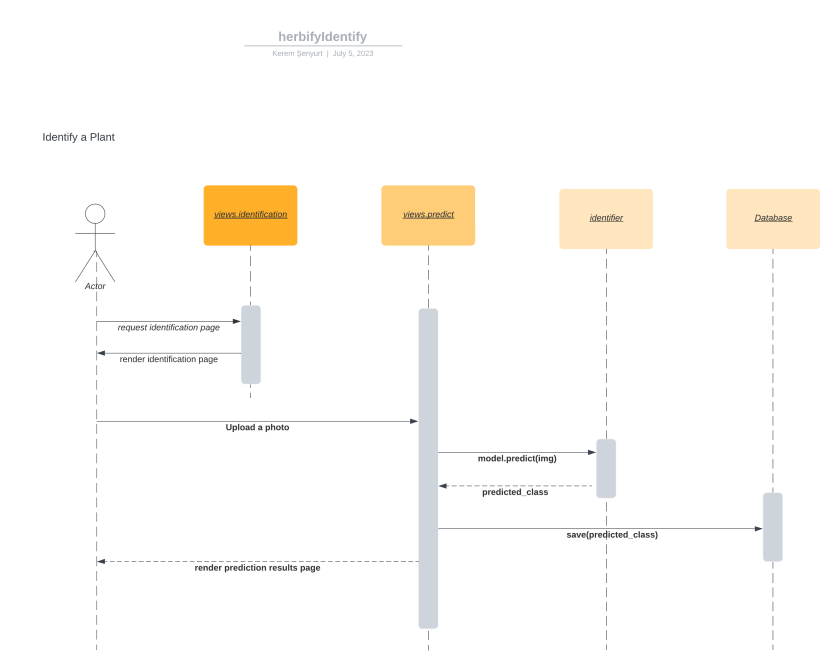 herbifyIdentify
Kerem Şenyurt | July 5, 2023
Identify a Plant
views.identification
views.predict
identifier
Database
Actor
request identification page
render identification page
Upload a photo
model.predict(img)
predicted_class
save(predicted_class)
render prediction results page